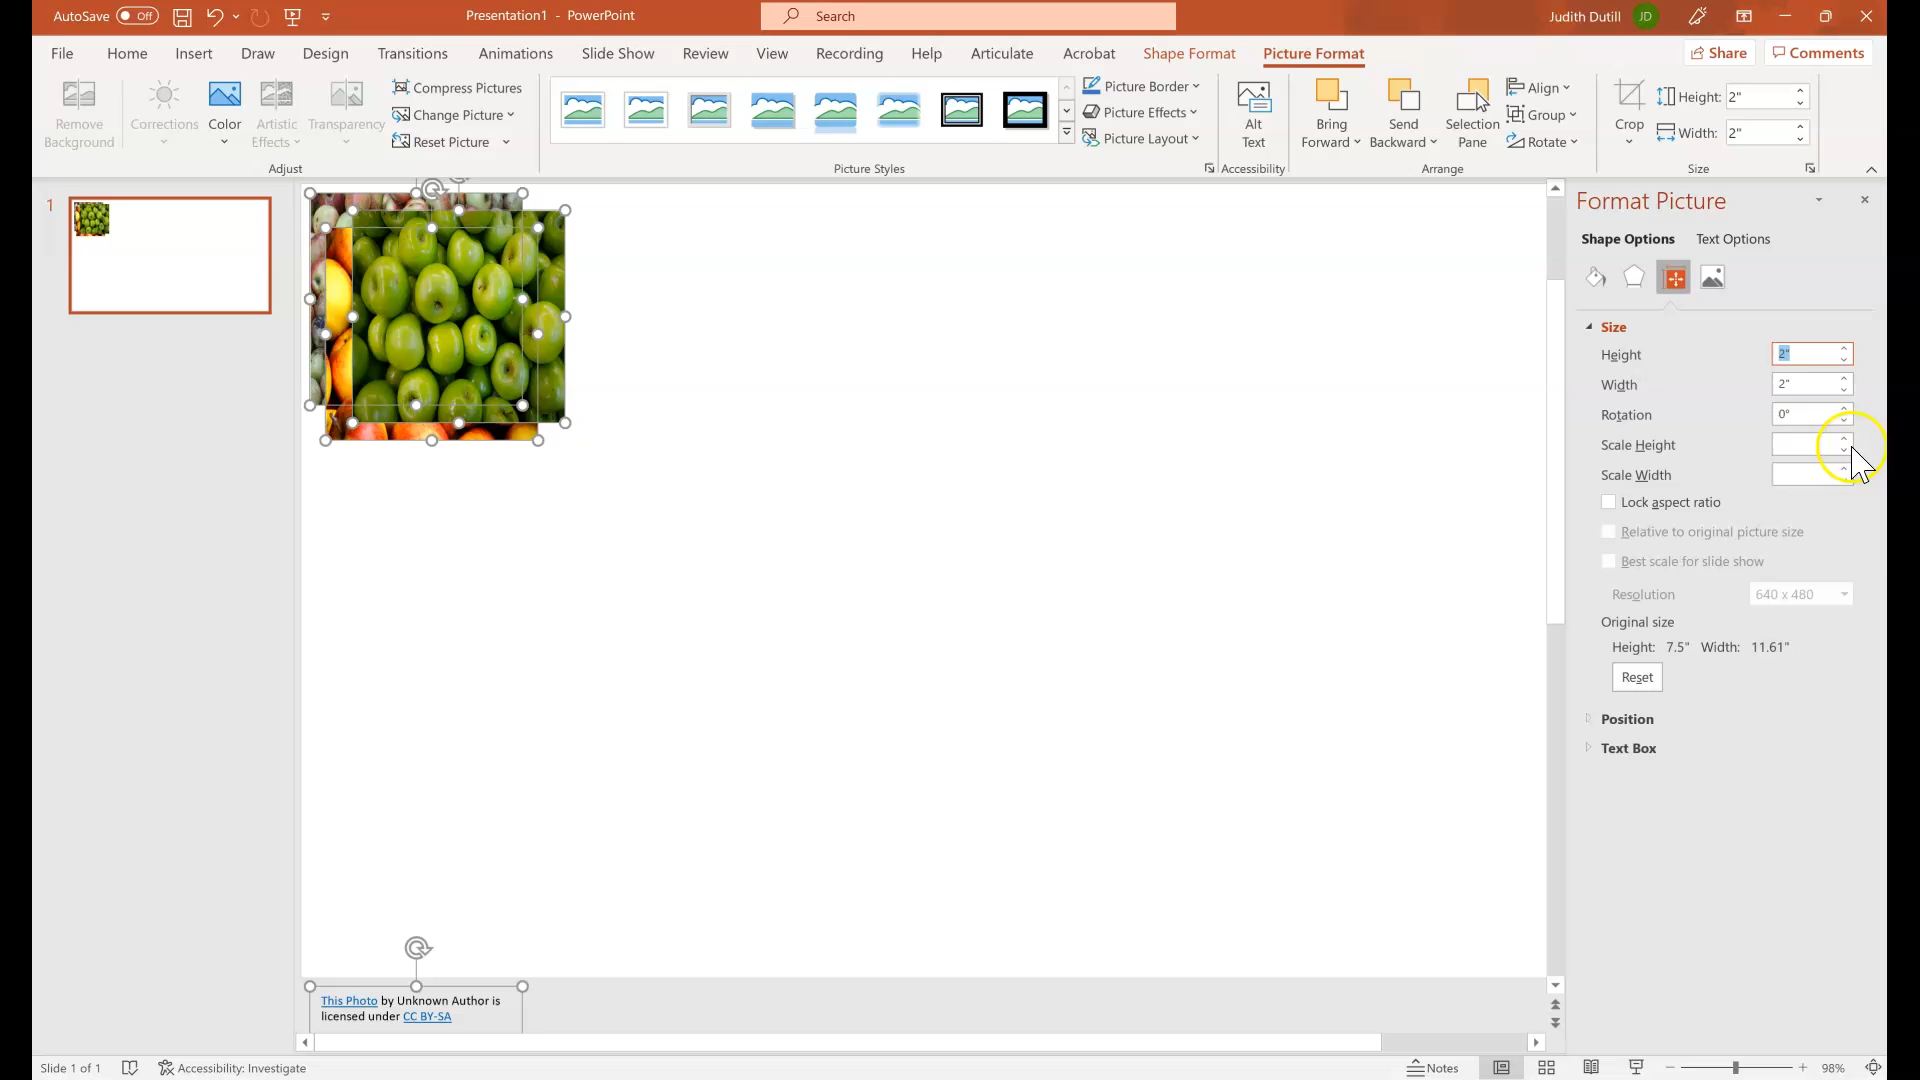 AutoSave Off Presentation1 - PowerPoint Search Judith Dutill JD
File Home Insert Draw Design Transitions Animations Slide Show Review View Recording Help Articulate Acrobat Shape Format Picture Format Share Comments
Remove Background
Corrections
Color
Artistic Effects
Transparency
Compress Pictures
Change Picture
Reset Picture
Adjust
Picture Styles
Picture Border
Picture Effects
Picture Layout
Alt Text
Accessibility
Bring Forward
Send Backward
Selection Pane
Align
Group
Rotate
Arrange
Crop
Height: 2"
Width: 2"
Size
1
Format Picture
Shape Options Text Options
Size
Height 2"
Width 2"
Rotation 0°
Scale Height
Scale Width
Lock aspect ratio
Relative to original picture size
Best scale for slide show
Resolution 640 x 480
Original size
Height: 7.5" Width: 11.61"
Reset
Position
Text Box
This Photo by Unknown Author is
licensed under CC BY-SA
Slide 1 of 1 Accessibility: Investigate Notes 98%